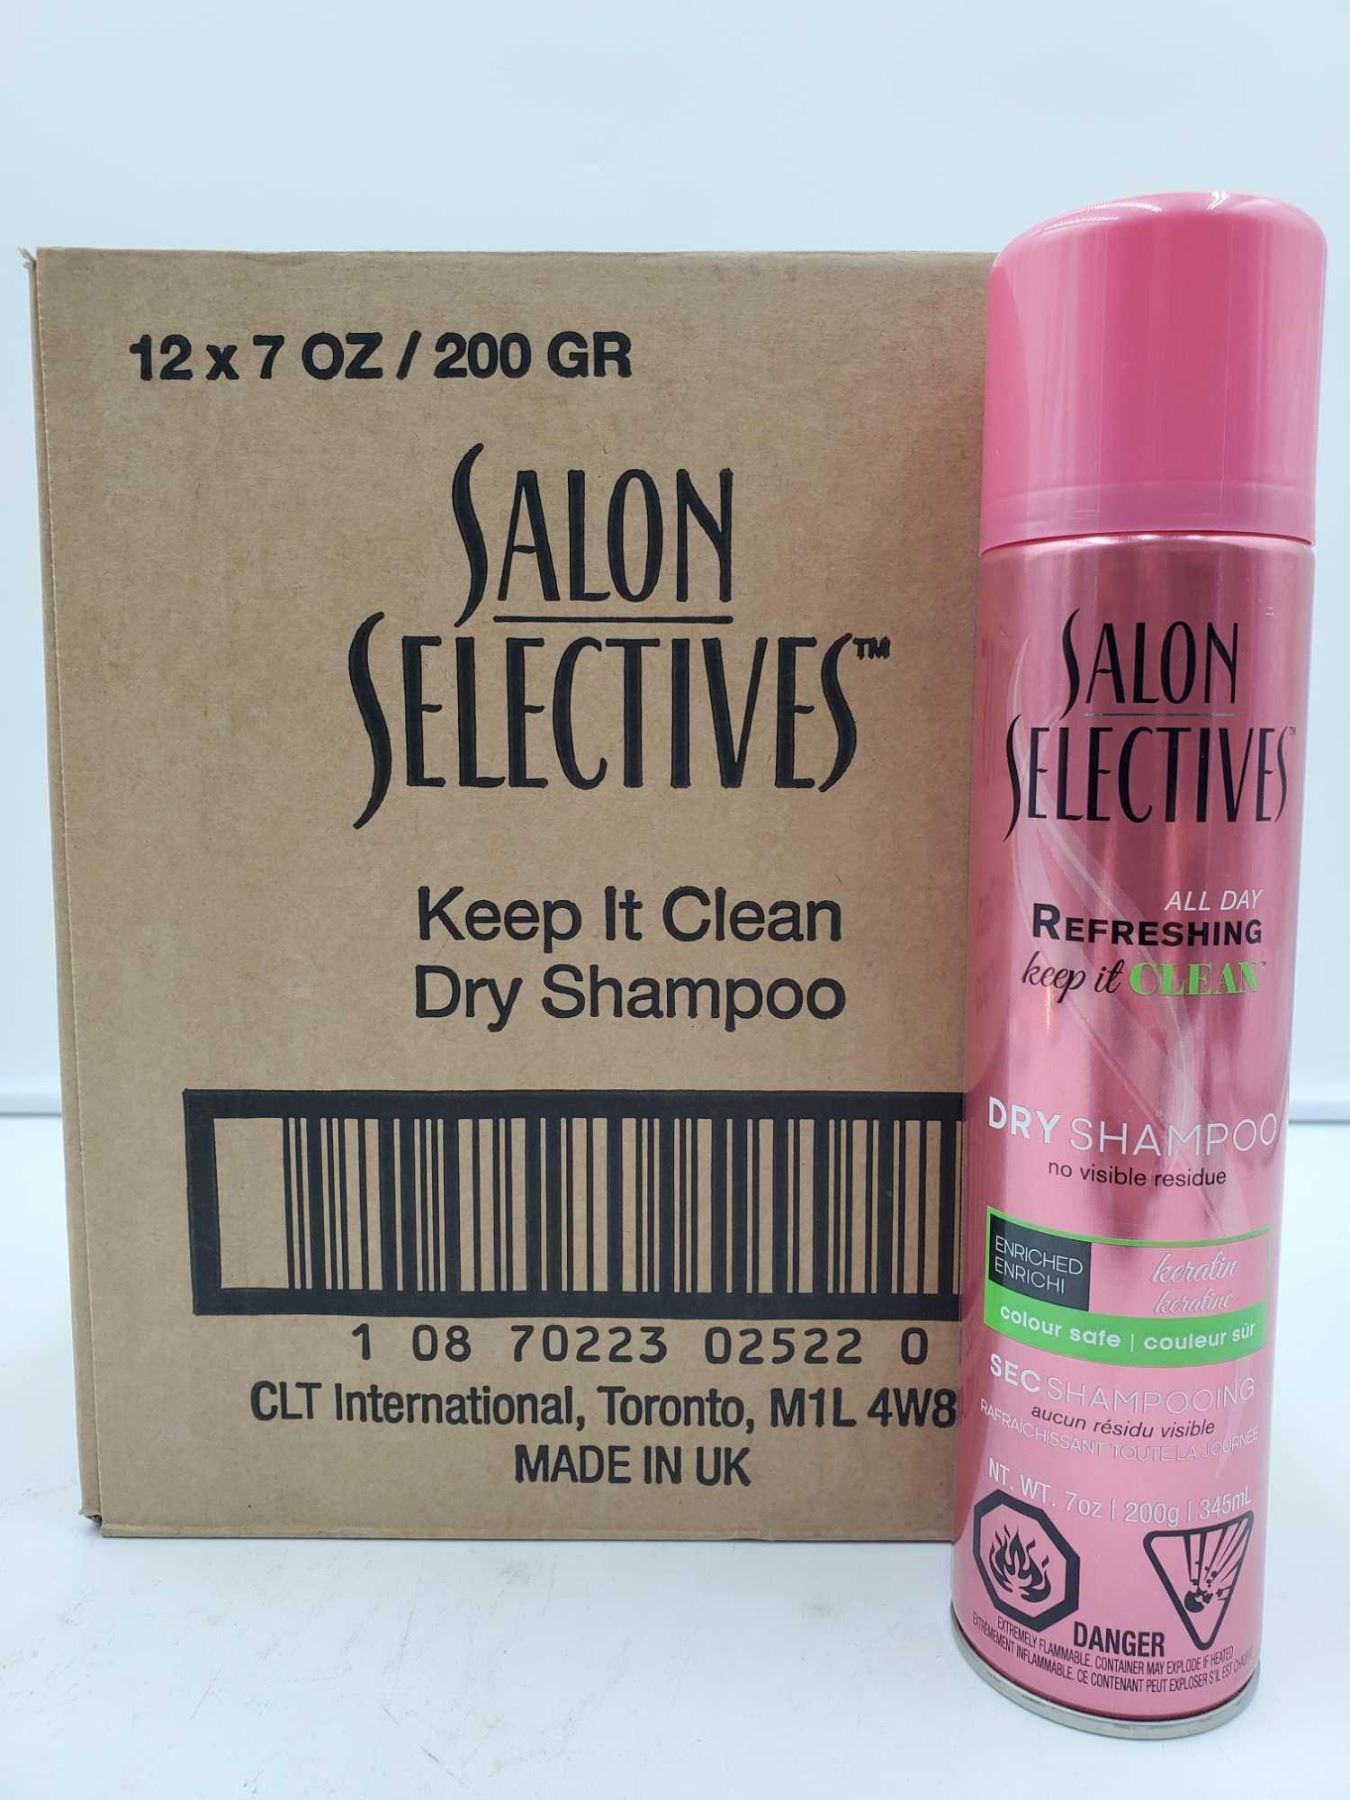 12 x 7 OZ / 200 GR
SALON
SELECTIVES™
Keep It Clean
Dry Shampoo
1 08 70223 02522 0
CLT International, Toronto, M1L 4W8
MADE IN UK
SALON
SELECTIVES™
ALL DAY
REFRESHING
keep it CLEAN™
DRY SHAMPOO
no visible residue
ENRICHED
ENRICHI
keratin
keratine
colour safe | couleur sûr
SEC SHAMPOOING
aucun résidu visible
RAFRAICHISSANT TOUTE LA JOURNÉE
NT. WT. 7oz | 200g | 345mL
DANGER
EXTREMELY FLAMMABLE. CONTAINER MAY EXPLODE IF HEATED
EXTRÊMEMENT INFLAMMABLE. CE CONTENANT PEUT EXPLOSER S'IL EST